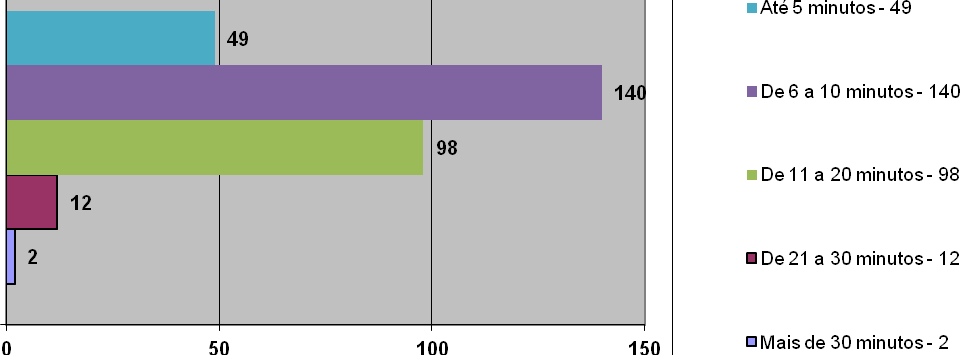 49
140
98
12
2
0 50 100 150
Até 5 minutos - 49
De 6 a 10 minutos - 140
De 11 a 20 minutos - 98
De 21 a 30 minutos - 12
Mais de 30 minutos - 2